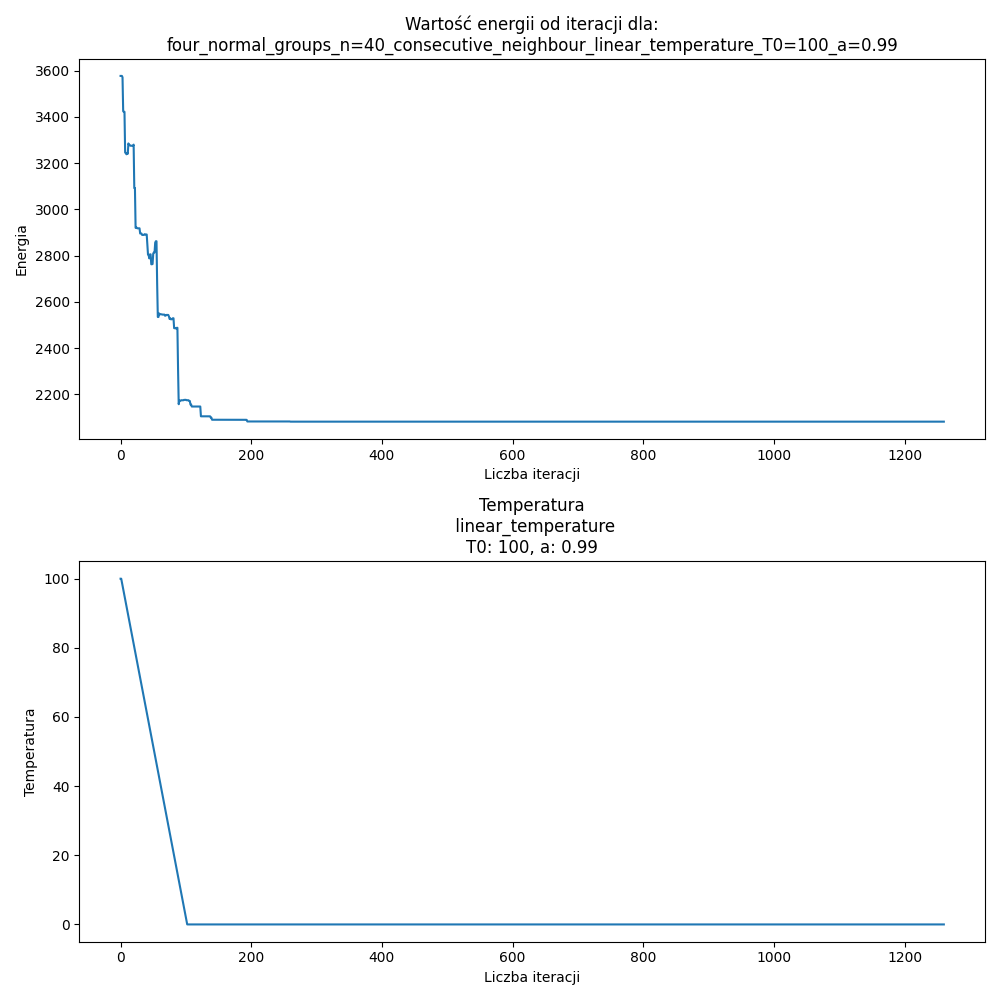 Wartość energii od iteracji dla:
four_normal_groups_n=40_consecutive_neighbour_linear_temperature_T0=100_a=0.99
3600
3400
3200
3000
2800
2600
2400
2200
Energia
0 200 400 600 800 1000 1200
Liczba iteracji
Temperatura
linear_temperature
T0: 100, a: 0.99
100
80
60
40
20
0
Temperatura
0 200 400 600 800 1000 1200
Liczba iteracji